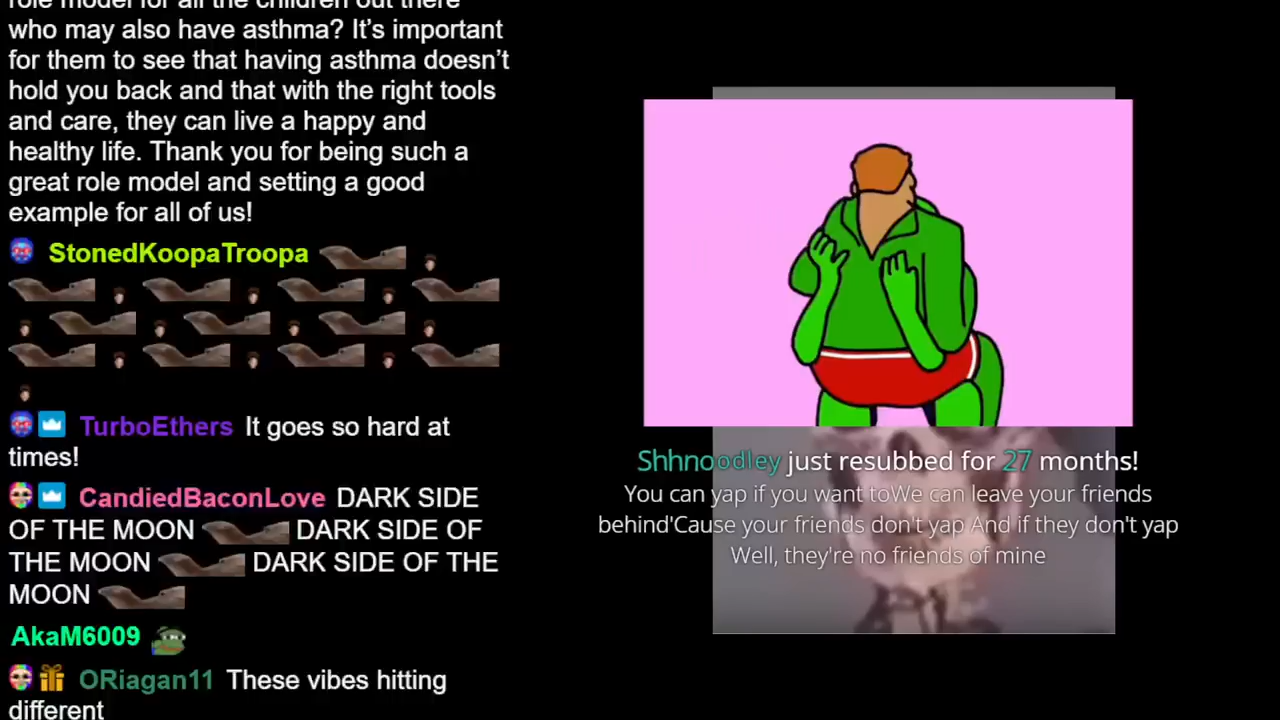 role model for all the children out there
who may also have asthma? It’s important
for them to see that having asthma doesn’t
hold you back and that with the right tools
and care, they can live a happy and
healthy life. Thank you for being such a
great role model and setting a good
example for all of us!
StonedKoopaTroopa
TurboEthers It goes so hard at
times!
CandiedBaconLove DARK SIDE
OF THE MOON DARK SIDE OF
THE MOON DARK SIDE OF THE
MOON
AkaM6009
ORiagan11 These vibes hitting
different
Shhnoodley just resubbed for 27 months!
You can yap if you want toWe can leave your friends
behind'Cause your friends don't yap And if they don't yap
Well, they're no friends of mine